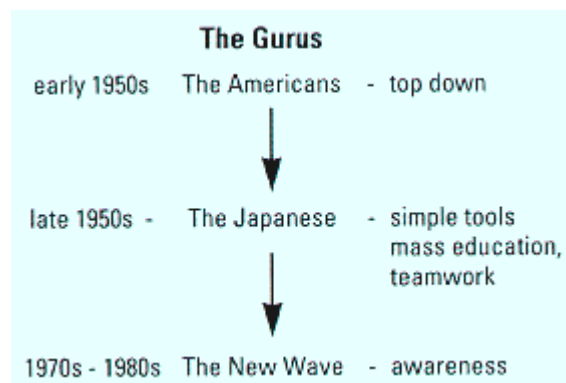 The Gurus
early 1950s The Americans - top down
late 1950s - The Japanese - simple tools
mass education,
teamwork
1970s - 1980s The New Wave - awareness